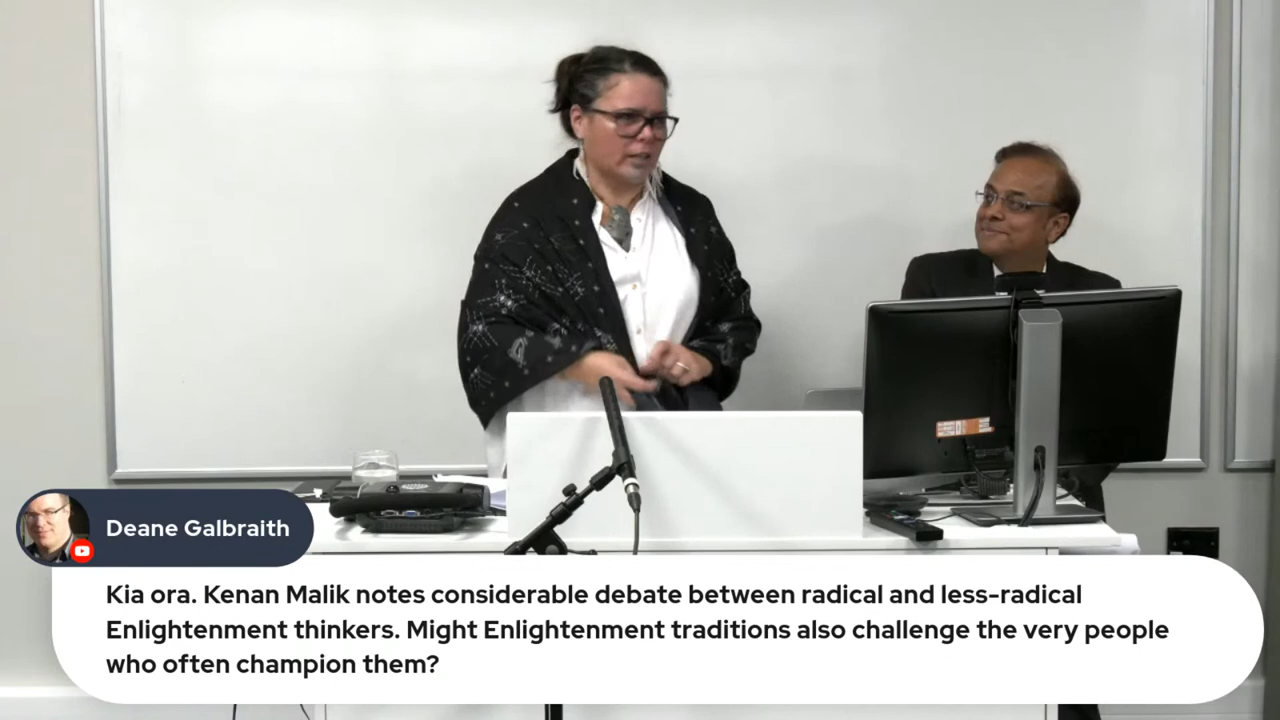 Deane Galbraith
Kia ora. Kenan Malik notes considerable debate between radical and less-radical
Enlightenment thinkers. Might Enlightenment traditions also challenge the very people
who often champion them?